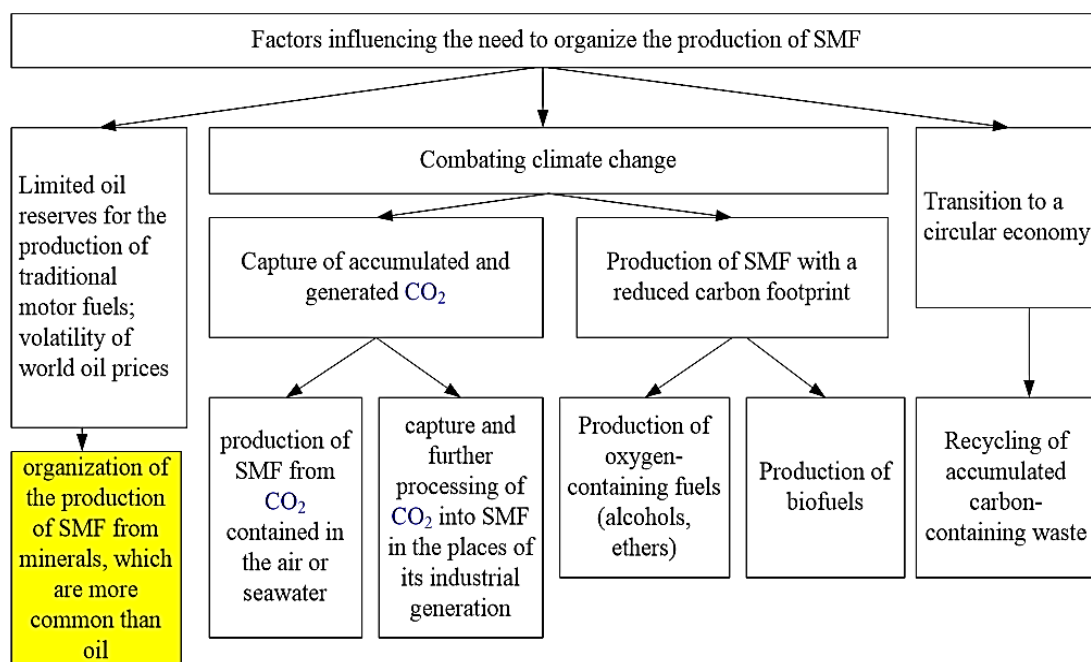 Factors influencing the need to organize the production of SMF
Limited oil
reserves for the
production of
traditional
motor fuels;
volatility of
world oil prices
organization of
the production
of SMF from
minerals, which
are more
common than
oil
Combating climate change
Capture of accumulated and
generated CO₂
production of
SMF from
CO₂
contained in
the air or
seawater
capture and
further
processing of
CO₂ into SMF
in the places of
its industrial
generation
Production of SMF with a
reduced carbon footprint
Production of
oxygen-
containing fuels
(alcohols,
ethers)
Production of
biofuels
Transition to a
circular economy
Recycling of
accumulated
carbon-
containing waste